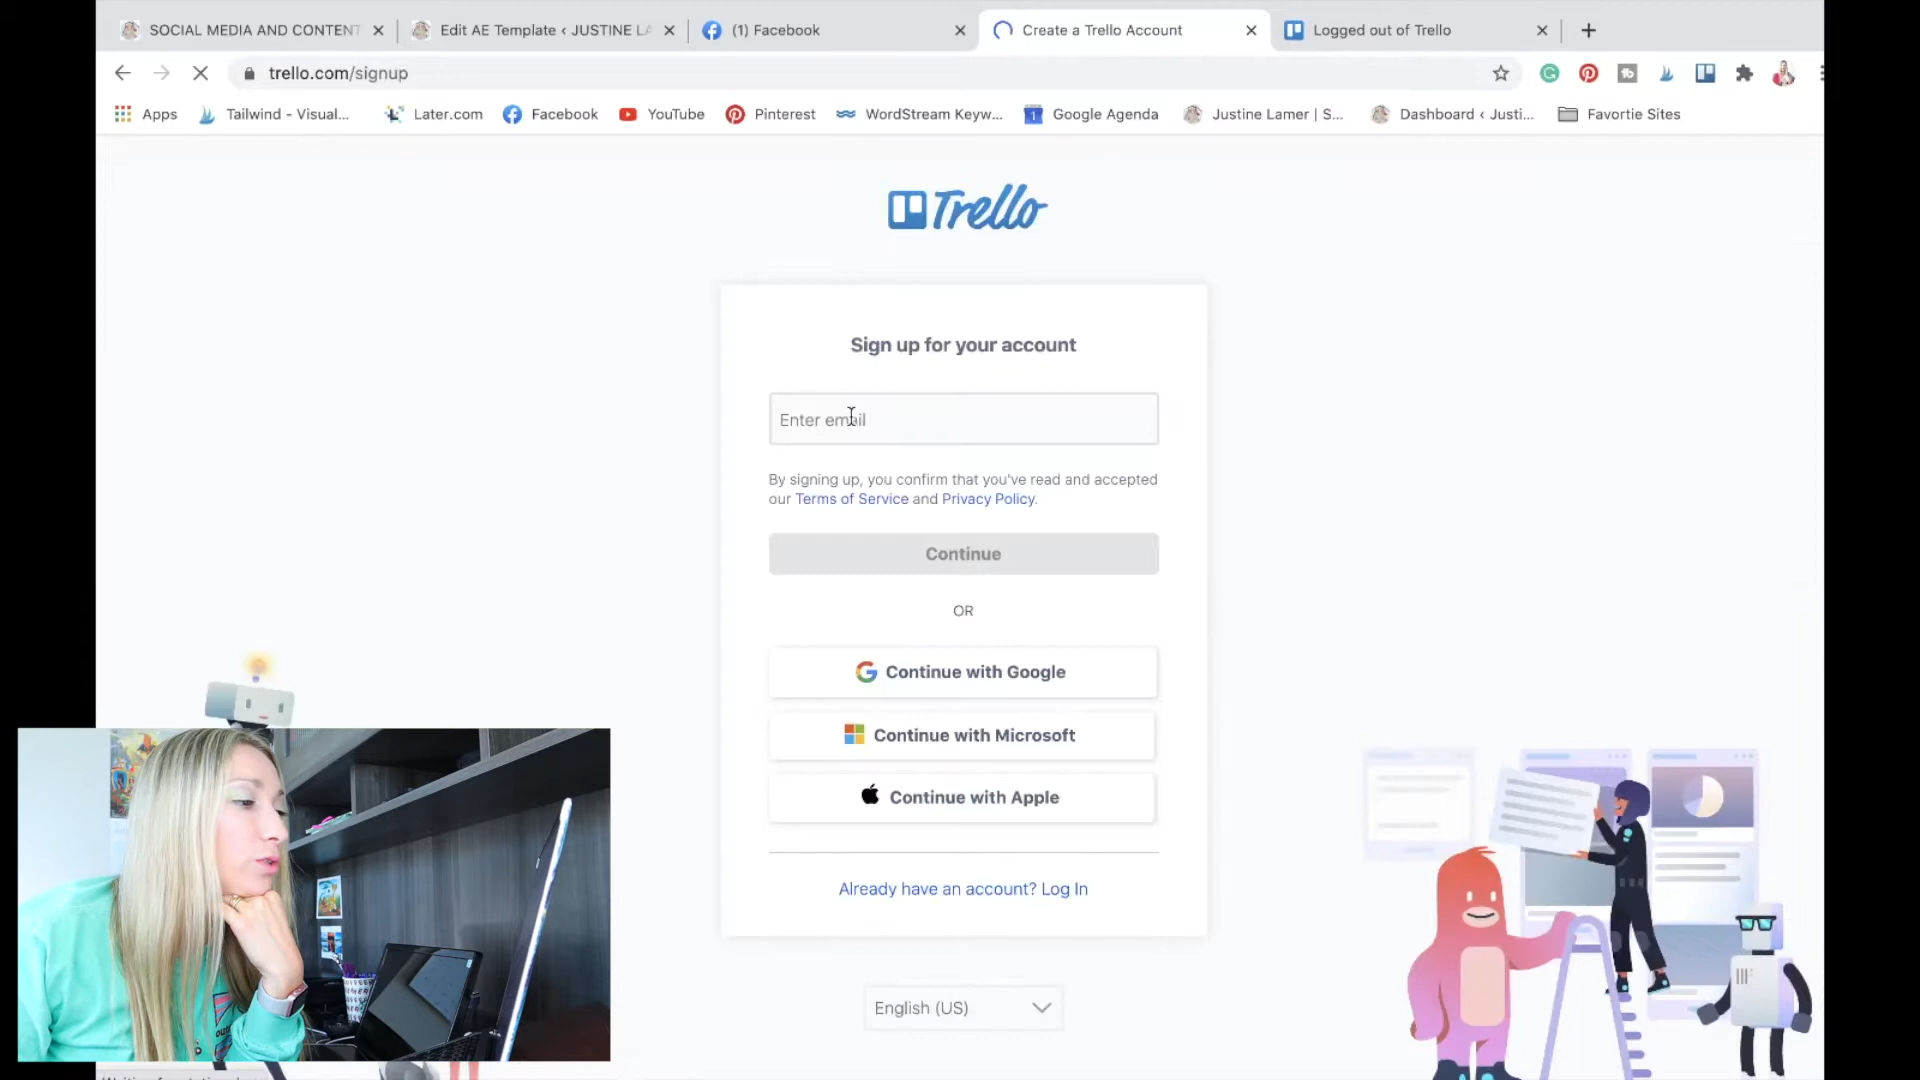 SOCIAL MEDIA AND CONTENT
Edit AE Template ‹ JUSTINE LA
(1) Facebook
Create a Trello Account
Logged out of Trello
trello.com/signup
Apps
Tailwind - Visual...
Later.com
Facebook
YouTube
Pinterest
WordStream Keyw...
Google Agenda
Justine Lamer | S...
Dashboard ‹ Justi...
Favortie Sites
Trello
Sign up for your account
Enter email
By signing up, you confirm that you've read and accepted
our Terms of Service and Privacy Policy.
Continue
OR
Continue with Google
Continue with Microsoft
Continue with Apple
Already have an account? Log In
English (US)